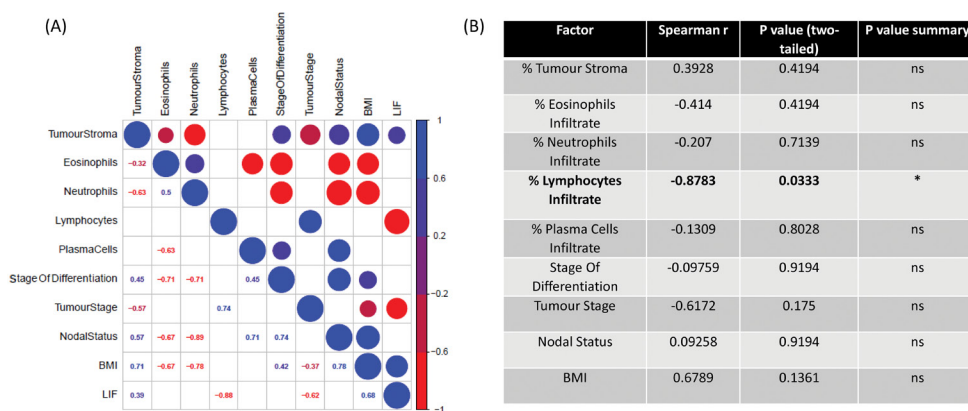 (A)
TumourStroma
Eosinophils
Neutrophils
Lymphocytes
PlasmaCells
StageOfDifferentiation
TumourStage
NodalStatus
BMI
LIF
TumourStroma
Eosinophils −0.32
Neutrophils −0.63 0.5
Lymphocytes
PlasmaCells −0.63
StageOfDifferentiation 0.45 −0.71 −0.71 0.45
TumourStage −0.57 0.74
NodalStatus 0.57 −0.67 −0.89 0.71 0.74
BMI 0.71 −0.67 −0.78 0.42 −0.37 0.78
LIF 0.39 −0.88 −0.62 0.68
1
0.6
0.2
−0.2
−0.6
−1
(B)
Factor Spearman r P value (two-tailed) P value summary
% Tumour Stroma 0.3928 0.4194 ns
% Eosinophils Infiltrate -0.414 0.4194 ns
% Neutrophils Infiltrate -0.207 0.7139 ns
% Lymphocytes Infiltrate -0.8783 0.0333 *
% Plasma Cells Infiltrate -0.1309 0.8028 ns
Stage Of Differentiation -0.09759 0.9194 ns
Tumour Stage -0.6172 0.175 ns
Nodal Status 0.09258 0.9194 ns
BMI 0.6789 0.1361 ns